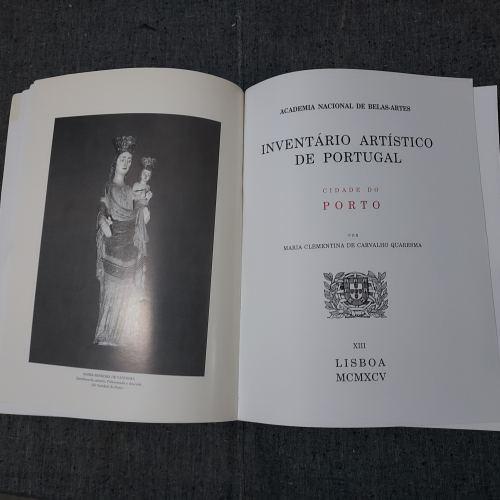 ACADEMIA NACIONAL DE BELAS-ARTES
INVENTÁRIO ARTÍSTICO
DE PORTUGAL
CIDADE DO
PORTO
POR
MARIA CLEMENTINA DE CARVALHO QUARESMA
XIII
LISBOA
MCMXCV